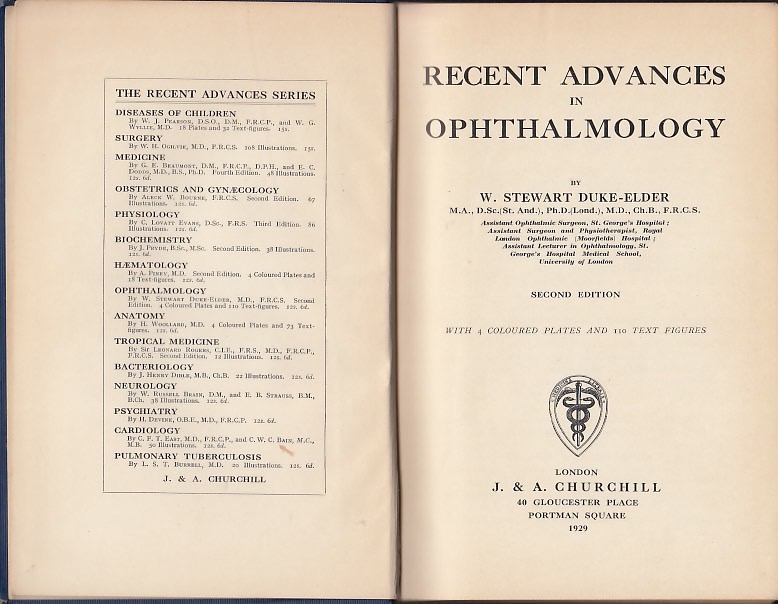 THE RECENT ADVANCES SERIES
DISEASES OF CHILDREN
By W. J. Pearson, D.S.O., D.M., F.R.C.P., and W. G.
Wyllie, M.D. 18 Plates and 32 Text-figures. 15s.
SURGERY
By W. H. Ogilvie, M.D., F.R.C.S. 108 Illustrations. 15s.
MEDICINE
By G. E. Beaumont, D.M., F.R.C.P., D.P.H., and E. C.
Dodds, M.D., B.S., Ph.D. Fourth Edition. 48 Illustrations.
12s. 6d.
OBSTETRICS AND GYNÆCOLOGY
By Aleck W. Bourne, F.R.C.S. Second Edition. 67
Illustrations. 12s. 6d.
PHYSIOLOGY
By C. Lovatt Evans, D.Sc., F.R.S. Third Edition. 86
Illustrations. 12s. 6d.
BIOCHEMISTRY
By J. Pryde, B.Sc., M.Sc. Second Edition. 38 Illustrations.
12s. 6d.
HÆMATOLOGY
By A. Piney, M.D. Second Edition. 4 Coloured Plates and
18 Text-figures. 12s. 6d.
OPHTHALMOLOGY
By W. Stewart Duke-Elder, M.D., F.R.C.S. Second
Edition. 4 Coloured Plates and 110 Text-figures. 12s. 6d.
ANATOMY
By H. Woollard, M.D. 4 Coloured Plates and 73 Text-
figures. 12s. 6d.
TROPICAL MEDICINE
By Sir Leonard Rogers, C.I.E., F.R.S., M.D., F.R.C.P.,
F.R.C.S. Second Edition. 12 Illustrations. 12s. 6d.
BACTERIOLOGY
By J. Henry Dible, M.B., Ch.B. 22 Illustrations. 12s. 6d.
NEUROLOGY
By W. Russell Brain, D.M., and E. B. Strauss, B.M.,
B.Ch. 38 Illustrations. 12s. 6d.
PSYCHIATRY
By H. Devine, O.B.E., M.D., F.R.C.P. 12s. 6d.
CARDIOLOGY
By C. F. T. East, M.D., F.R.C.P., and C. W. C. Bain, M.C.,
M.B. 50 Illustrations. 12s. 6d.
PULMONARY TUBERCULOSIS
By L. S. T. Burrell, M.D. 20 Illustrations. 12s. 6d.
J. & A. CHURCHILL
RECENT ADVANCES
IN
OPHTHALMOLOGY
BY
W. STEWART DUKE-ELDER
M.A., D.Sc.(St. And.), Ph.D.(Lond.), M.D., Ch.B., F.R.C.S.
Assistant Ophthalmic Surgeon, St. George's Hospital;
Assistant Surgeon and Physiotherapist, Royal
London Ophthalmic (Moorfields) Hospital;
Assistant Lecturer in Ophthalmology, St.
George's Hospital Medical School,
University of London
SECOND EDITION
WITH 4 COLOURED PLATES AND 110 TEXT FIGURES
LONDON
J. & A. CHURCHILL
40 GLOUCESTER PLACE
PORTMAN SQUARE
1929